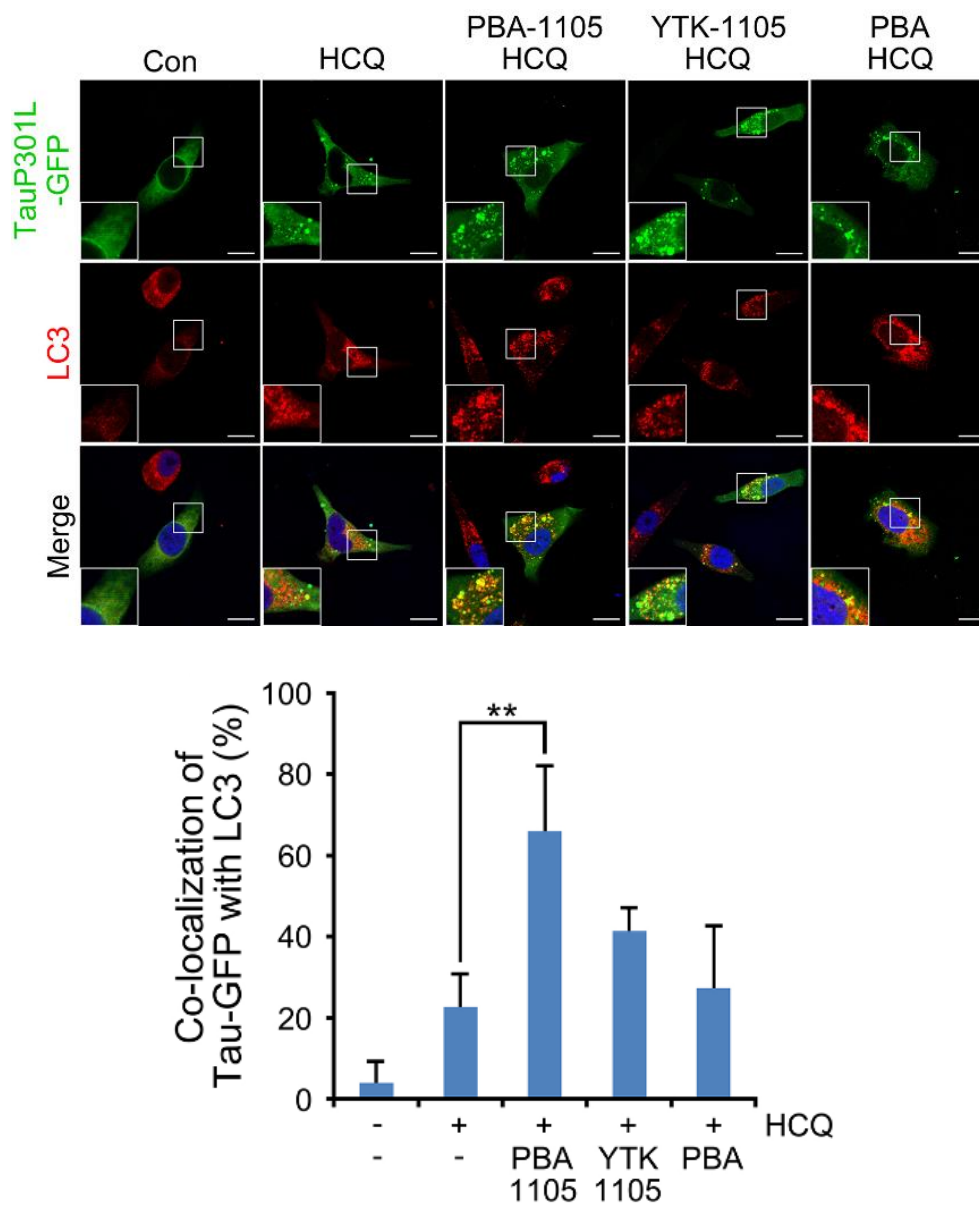 Con
HCQ
PBA-1105
HCQ
YTK-1105
HCQ
PBA
HCQ
TauP301L
-GFP
LC3
Merge
Co-localization of
Tau-GFP with LC3 (%)
100
80
60
40
20
0
**
- + + + + HCQ
- - PBA YTK PBA
1105 1105